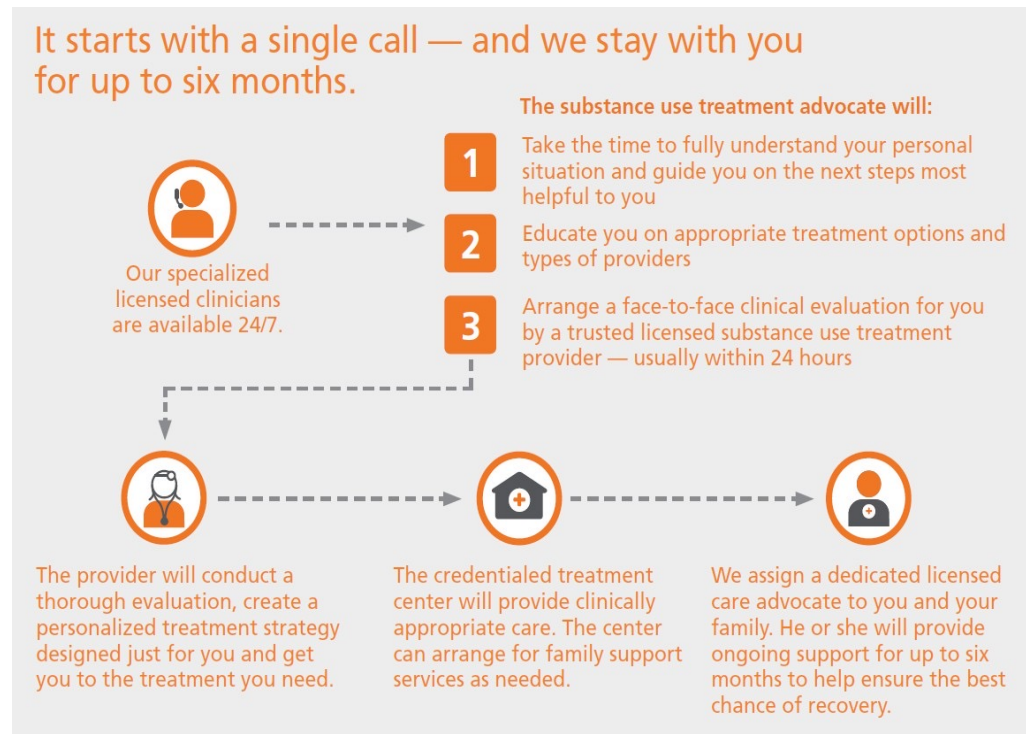 It starts with a single call — and we stay with you
for up to six months.
Our specialized
licensed clinicians
are available 24/7.
The substance use treatment advocate will:
1
Take the time to fully understand your personal
situation and guide you on the next steps most
helpful to you
2
Educate you on appropriate treatment options and
types of providers
3
Arrange a face-to-face clinical evaluation for you
by a trusted licensed substance use treatment
provider — usually within 24 hours
The provider will conduct a
thorough evaluation, create a
personalized treatment strategy
designed just for you and get
you to the treatment you need.
The credentialed treatment
center will provide clinically
appropriate care. The center
can arrange for family support
services as needed.
We assign a dedicated licensed
care advocate to you and your
family. He or she will provide
ongoing support for up to six
months to help ensure the best
chance of recovery.